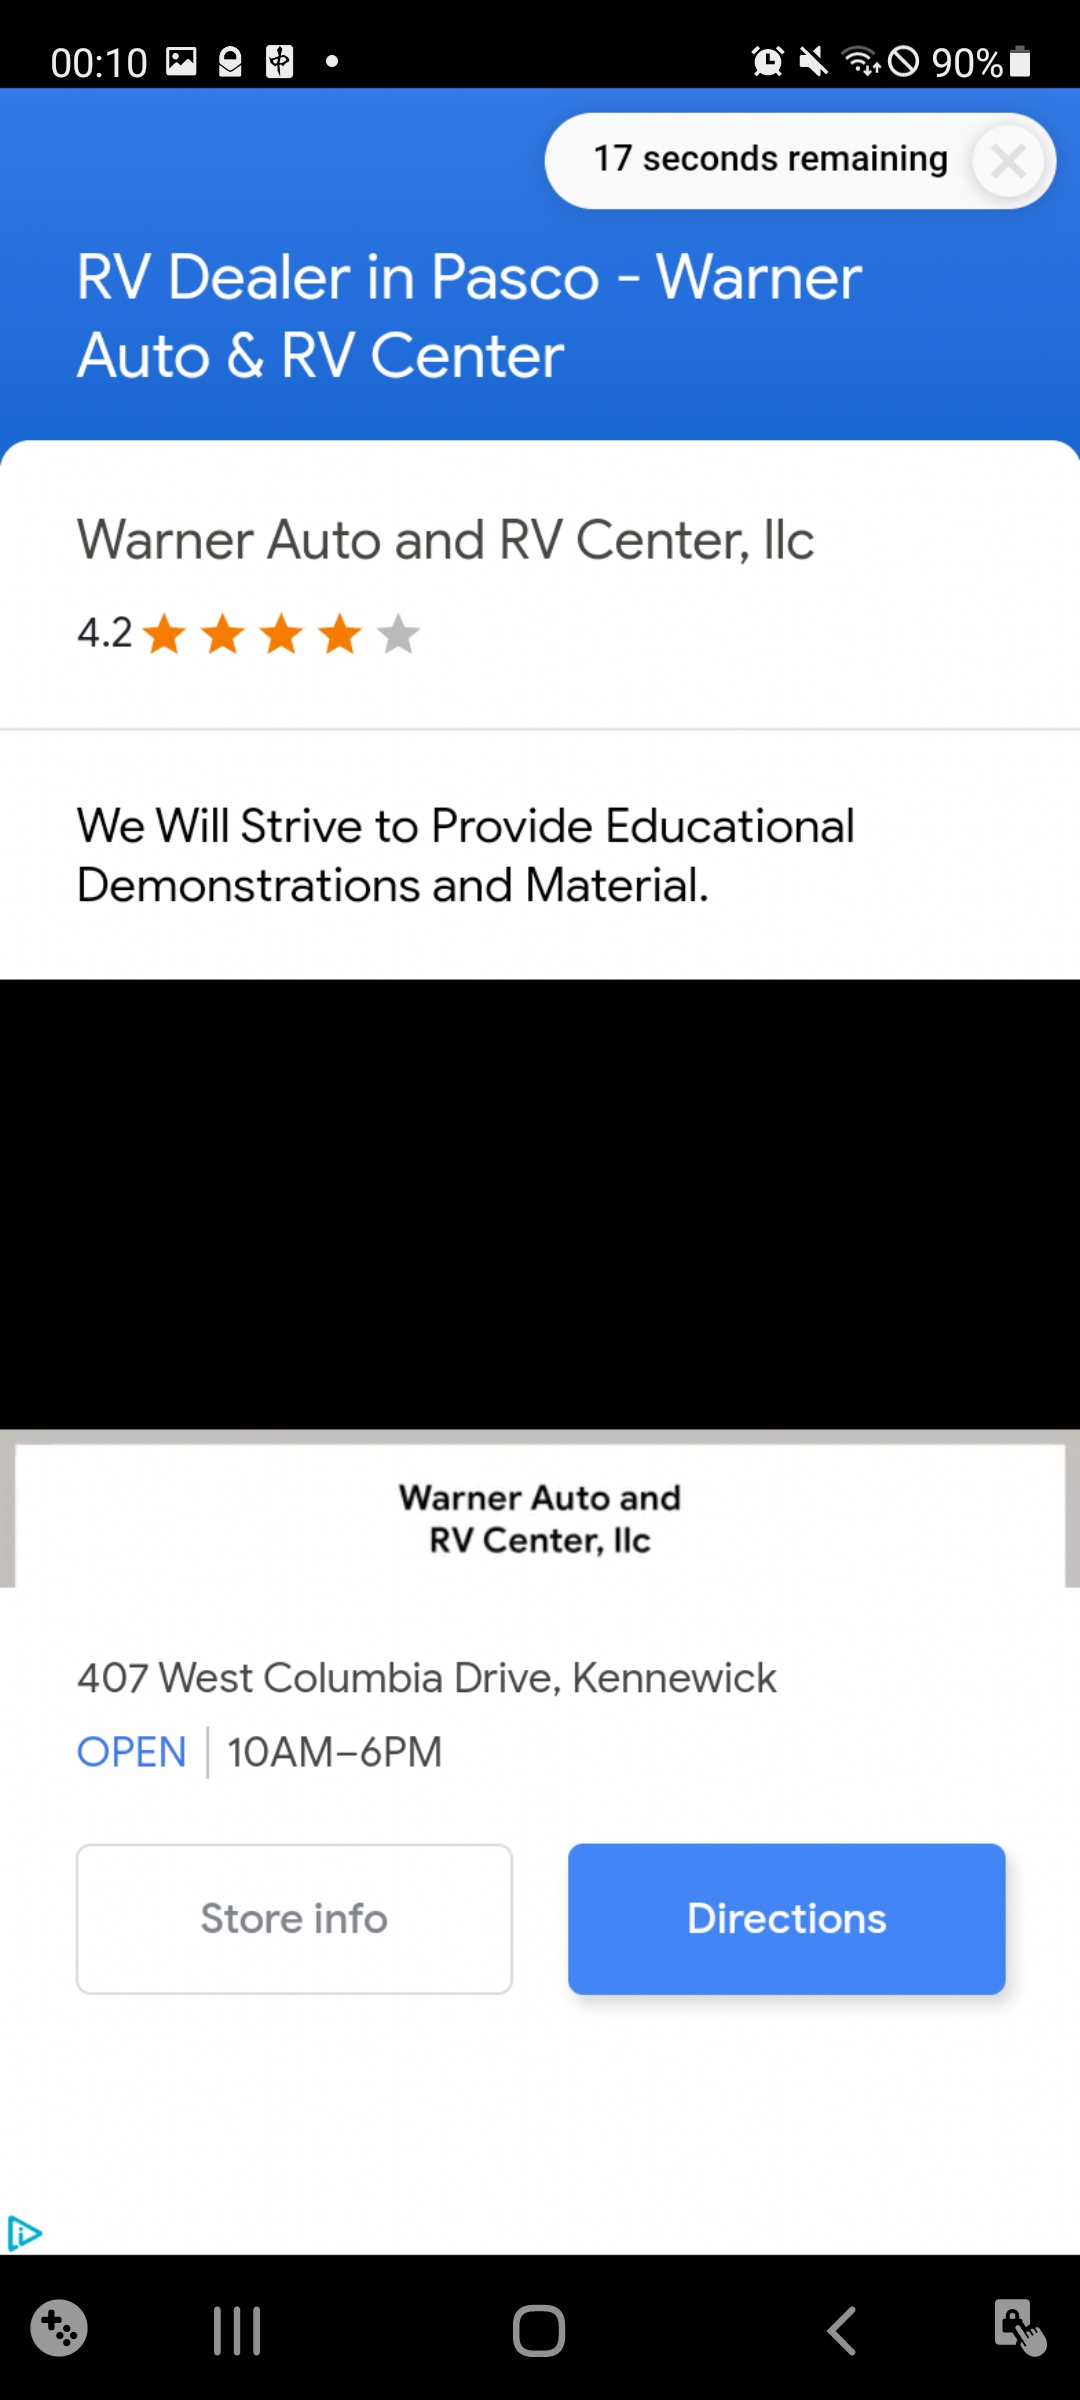 00:10
90%
17 seconds remaining
RV Dealer in Pasco - Warner
Auto & RV Center
Warner Auto and RV Center, llc
4.2
We Will Strive to Provide Educational
Demonstrations and Material.
Warner Auto and
RV Center, llc
407 West Columbia Drive, Kennewick
OPEN | 10AM–6PM
Store info
Directions